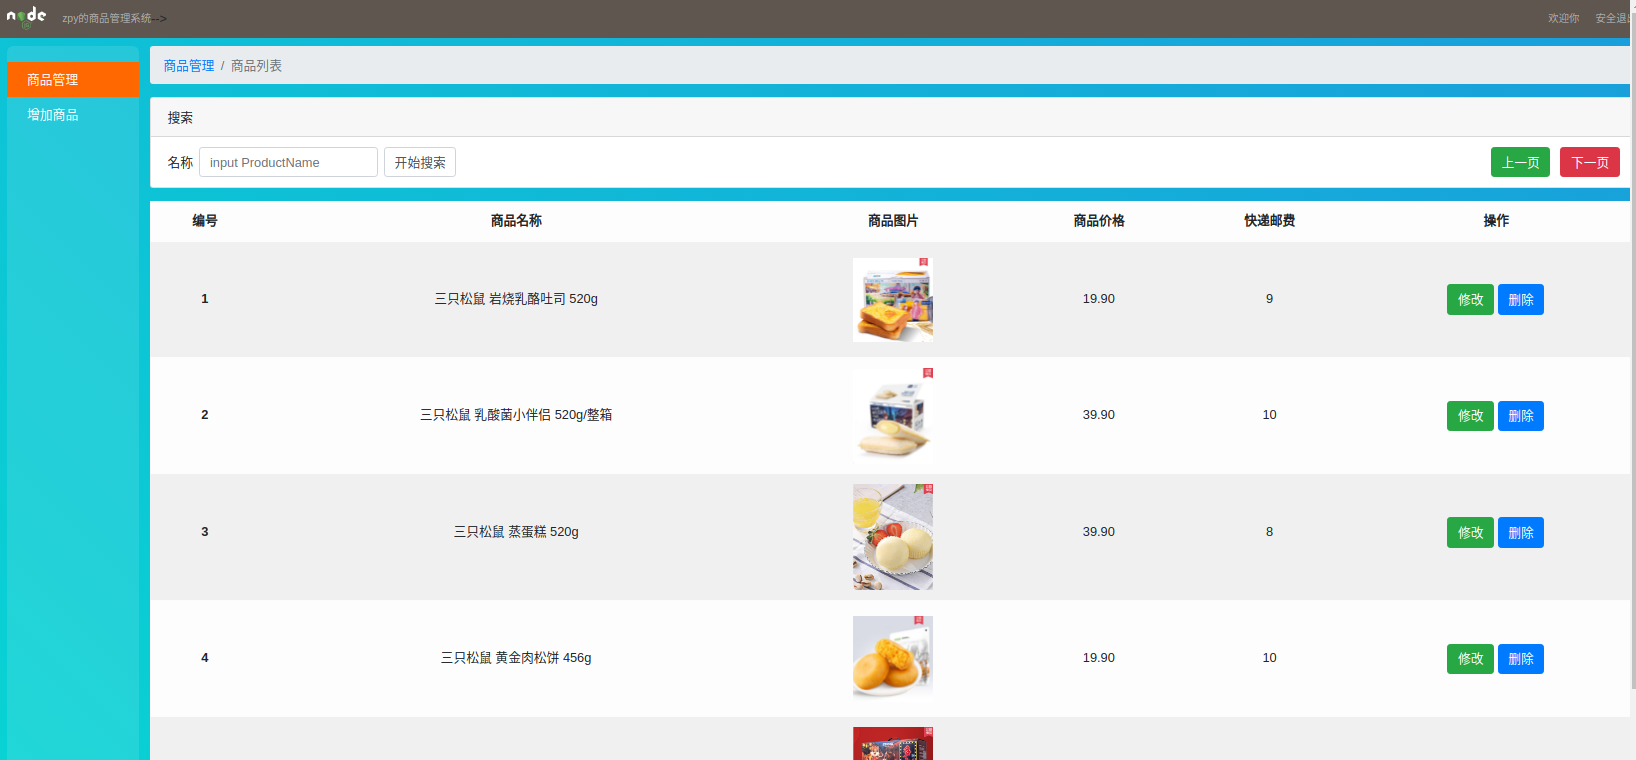 node zpy的商品管理系统--> 欢迎你 安全退出
商品管理
增加商品
商品管理 / 商品列表
搜索
名称 input ProductName 开始搜索 上一页 下一页
编号 商品名称 商品图片 商品价格 快递邮费 操作
1 三只松鼠 岩烧乳酪吐司 520g 19.90 9 修改 删除
2 三只松鼠 乳酸菌小伴侣 520g/整箱 39.90 10 修改 删除
3 三只松鼠 蒸蛋糕 520g 39.90 8 修改 删除
4 三只松鼠 黄金肉松饼 456g 19.90 10 修改 删除